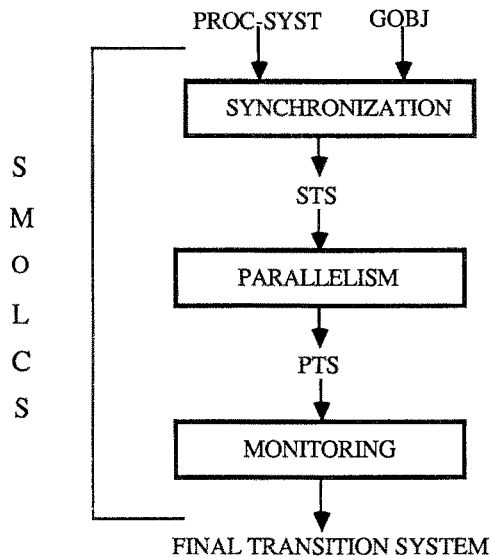 PROC-SYST GOBJ
SYNCHRONIZATION
STS
PARALLELISM
PTS
MONITORING
FINAL TRANSITION SYSTEM
S
M
O
L
C
S